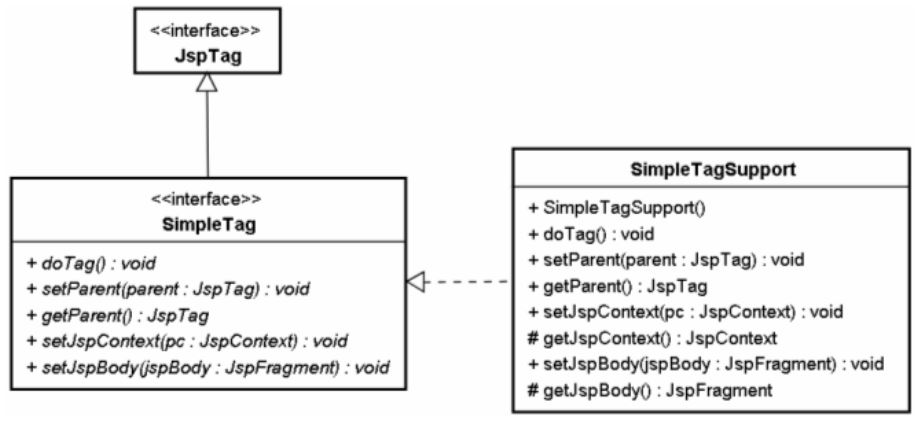 <<interface>>
JspTag
<<interface>>
SimpleTag
+ doTag() : void
+ setParent(parent : JspTag) : void
+ getParent() : JspTag
+ setJspContext(pc : JspContext) : void
+ setJspBody(jspBody : JspFragment) : void
SimpleTagSupport
+ SimpleTagSupport()
+ doTag() : void
+ setParent(parent : JspTag) : void
+ getParent() : JspTag
+ setJspContext(pc : JspContext) : void
# getJspContext() : JspContext
+ setJspBody(jspBody : JspFragment) : void
# getJspBody() : JspFragment